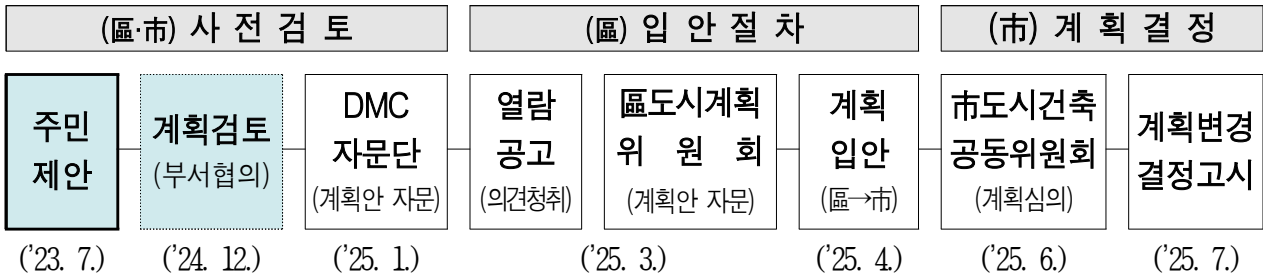 (區·市) 사 전 검 토
(區) 입 안 절 차
(市) 계 획 결 정
주민
제안
계획검토
(부서협의)
DMC
자문단
(계획안 자문)
열람
공고
(의견청취)
區도시계획
위 원 회
(계획안 자문)
계획
입안
(區→市)
市도시건축
공동위원회
(계획심의)
계획변경
결정고시
('23. 7.)
('24. 12.)
('25. 1.)
('25. 3.)
('25. 4.)
('25. 6.)
('25. 7.)